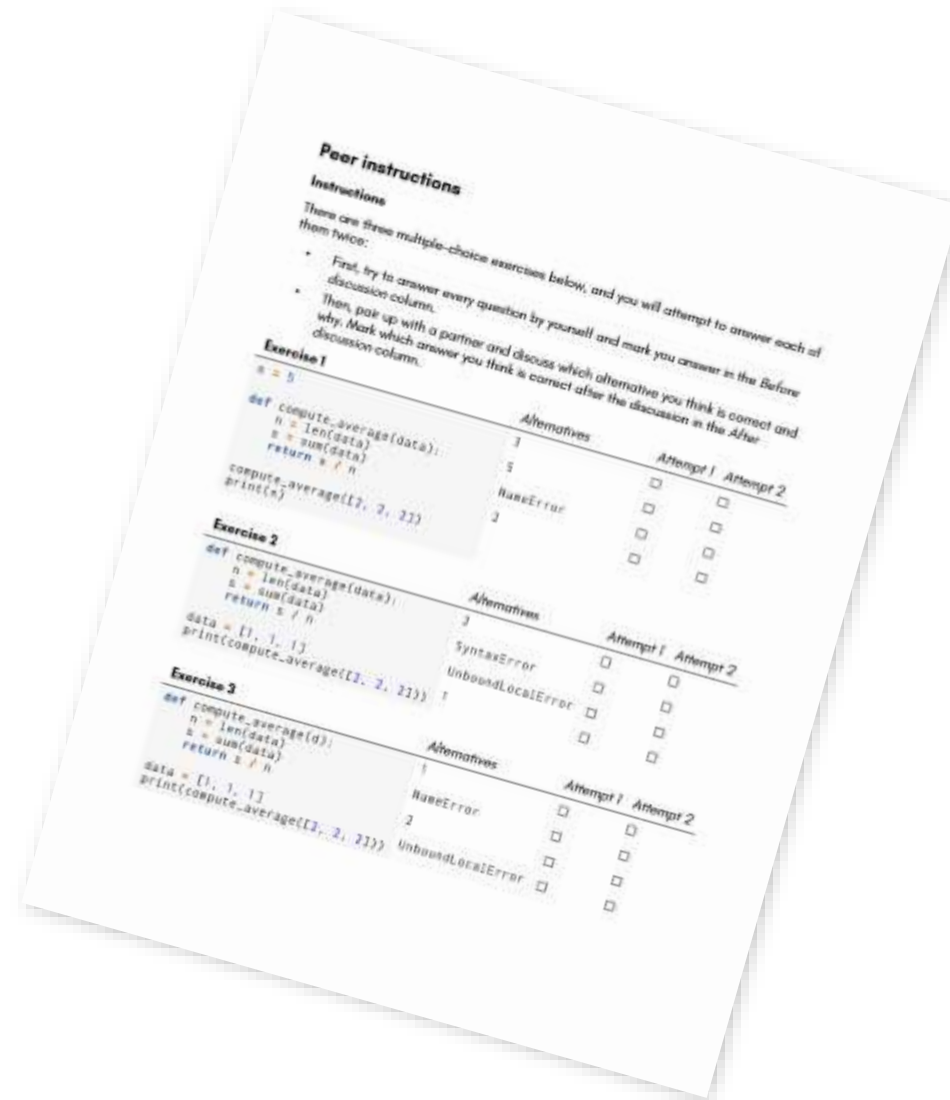 Peer instructions
Instructions
There are three multiple-choice exercises below, and you will attempt to answer each of
them twice:
• First, try to answer every question by yourself and mark you answer in the Before
discussion column.
• Then, pair up with a partner and discuss which alternative you think is correct and
why. Mark which answer you think is correct after the discussion in the After
discussion column.
Exercise 1
= 5
def compute_average(data):
n = len(data)
s = sum(data)
return s / n
compute_average([2, 2, 2])
Alternatives
5
NameError
Attempt 1 Attempt 2
Exercise 2
def compute_average(data):
n = len(data)
s = sum(data)
return s / n
data = [1, 1, 1]
print(compute_average([2, 2, 2]))
Alternatives
SyntaxError
UnboundLocalError
1
Attempt 1 Attempt 2
Exercise 3
def compute_average(d):
n = len(data)
s = sum(data)
return s / n
data = [1, 1, 1]
print(compute_average([2, 2, 2]))
Alternatives
1
NameError
2
UnboundLocalError
Attempt 1 Attempt 2